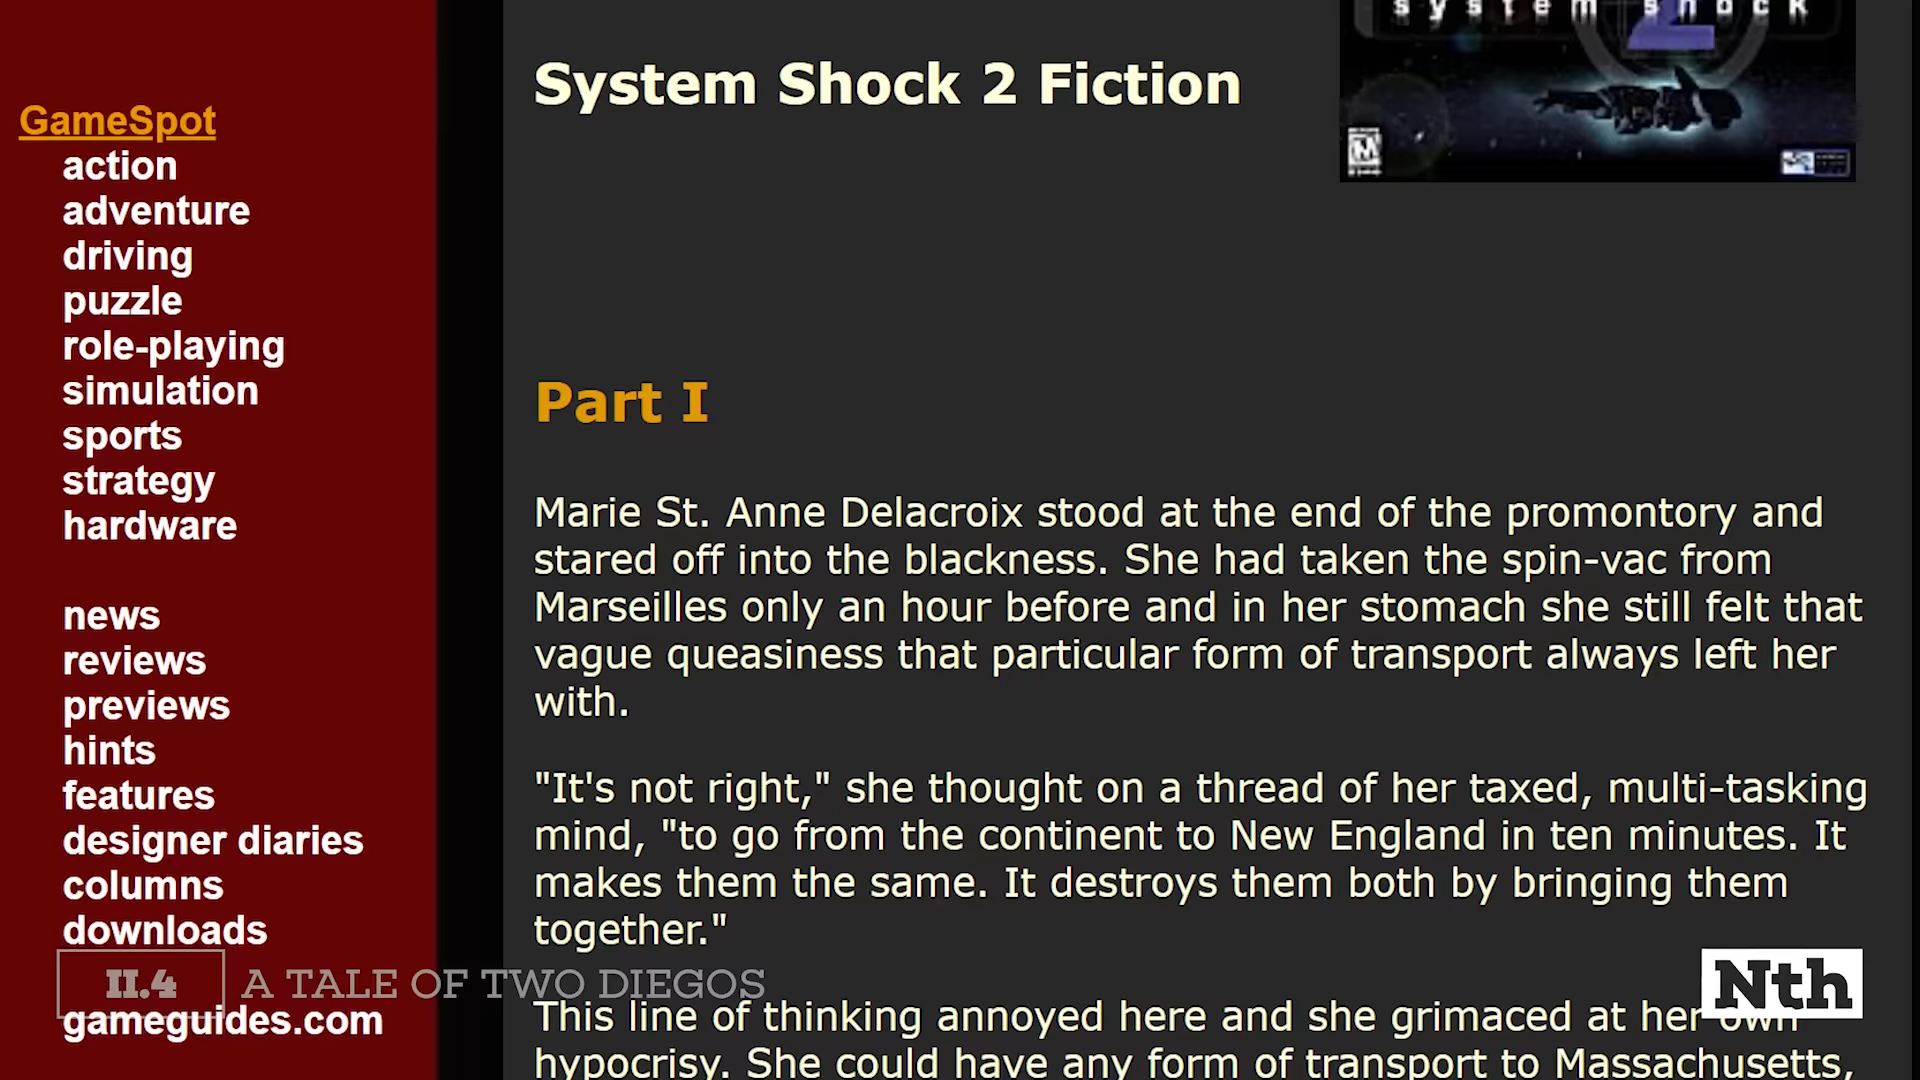 system shock
2
System Shock 2 Fiction
GameSpot
action
adventure
driving
puzzle
role-playing
simulation
sports
strategy
hardware
news
reviews
previews
hints
features
designer diaries
columns
downloads
gameguides.com
Part I
Marie St. Anne Delacroix stood at the end of the promontory and
stared off into the blackness. She had taken the spin-vac from
Marseilles only an hour before and in her stomach she still felt that
vague queasiness that particular form of transport always left her
with.
"It's not right," she thought on a thread of her taxed, multi-tasking
mind, "to go from the continent to New England in ten minutes. It
makes them the same. It destroys them both by bringing them
together."
This line of thinking annoyed here and she grimaced at her own
hypocrisy. She could have any form of transport to Massachusetts,
II.4 A TALE OF TWO DIEGOS
Nth
M